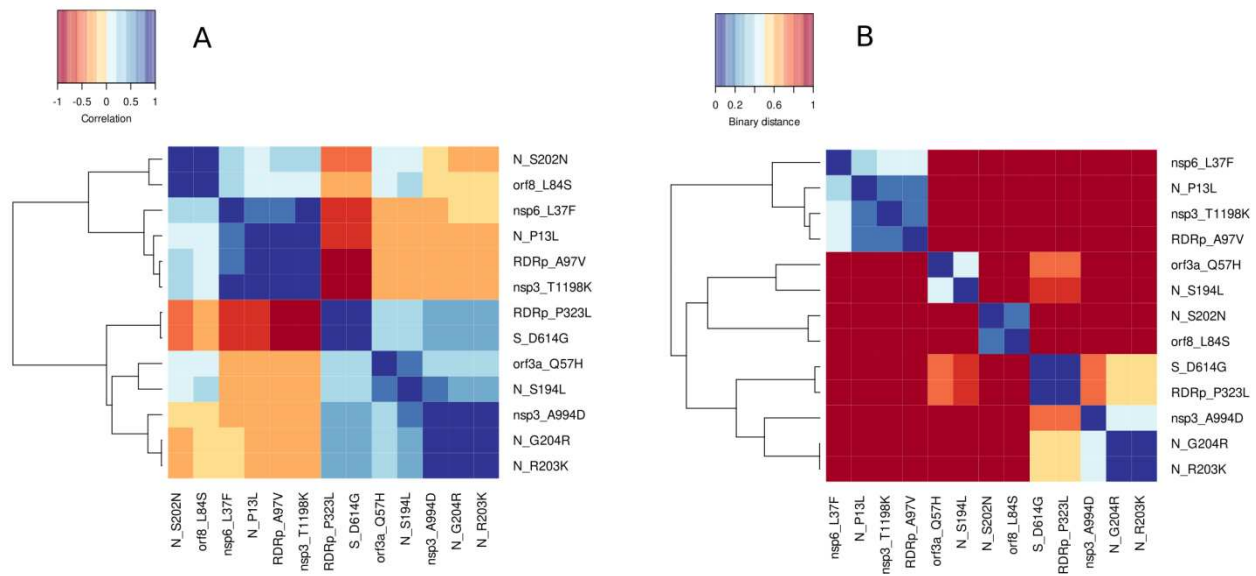 A
-1 -0.5 0 0.5 1
Correlation
N_S202N
orf8_L84S
nsp6_L37F
N_P13L
RDRp_A97V
nsp3_T1198K
RDRp_P323L
S_D614G
orf3a_Q57H
N_S194L
nsp3_A994D
N_G204R
N_R203K
N_S202N
orf8_L84S
nsp6_L37F
N_P13L
RDRp_A97V
nsp3_T1198K
RDRp_P323L
S_D614G
orf3a_Q57H
N_S194L
nsp3_A994D
N_G204R
N_R203K
B
0 0.2 0.6 1
Binary distance
nsp6_L37F
N_P13L
nsp3_T1198K
RDRp_A97V
orf3a_Q57H
N_S194L
N_S202N
orf8_L84S
S_D614G
RDRp_P323L
nsp3_A994D
N_G204R
N_R203K
nsp6_L37F
N_P13L
nsp3_T1198K
RDRp_A97V
orf3a_Q57H
N_S194L
N_S202N
orf8_L84S
S_D614G
RDRp_P323L
nsp3_A994D
N_G204R
N_R203K